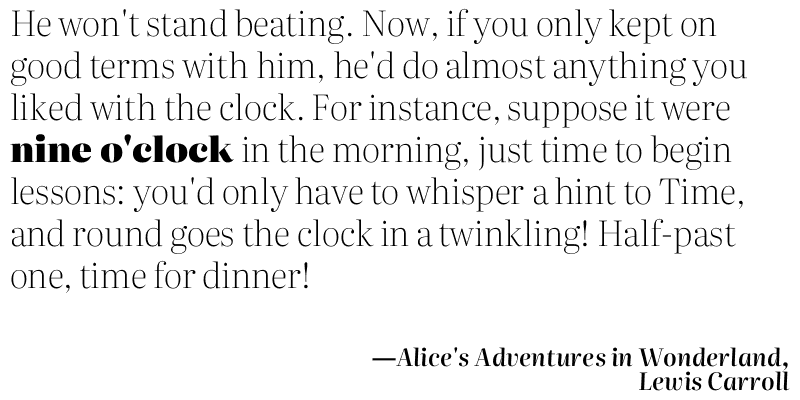 He won't stand beating. Now, if you only kept on
good terms with him, he'd do almost anything you
liked with the clock. For instance, suppose it were
nine o'clock in the morning, just time to begin
lessons: you'd only have to whisper a hint to Time,
and round goes the clock in a twinkling! Half-past
one, time for dinner!
—Alice's Adventures in Wonderland,
Lewis Carroll